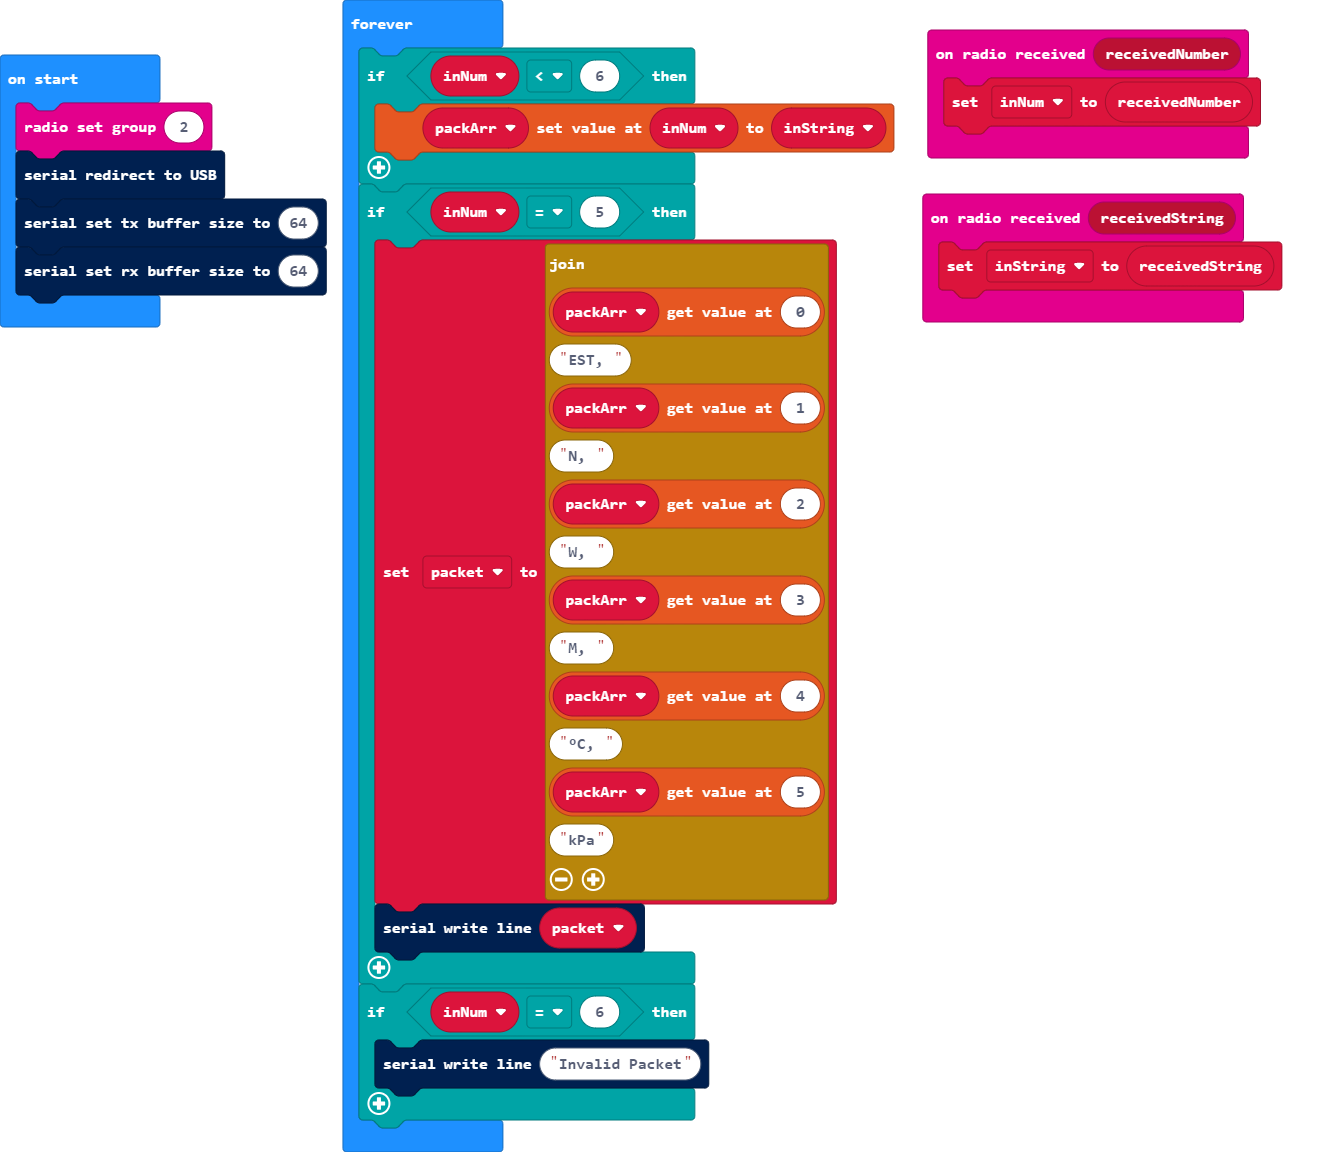 on start
radio set group 2
serial redirect to USB
serial set tx buffer size to 64
serial set rx buffer size to 64
forever
if inNum < 6 then
packArr set value at inNum to inString
if inNum = 5 then
set packet to
join
packArr get value at 0
"EST, "
packArr get value at 1
"N, "
packArr get value at 2
"W, "
packArr get value at 3
"M, "
packArr get value at 4
"ºC, "
packArr get value at 5
"kPa"
serial write line packet
if inNum = 6 then
serial write line "Invalid Packet"
on radio received receivedNumber
set inNum to receivedNumber
on radio received receivedString
set inString to receivedString